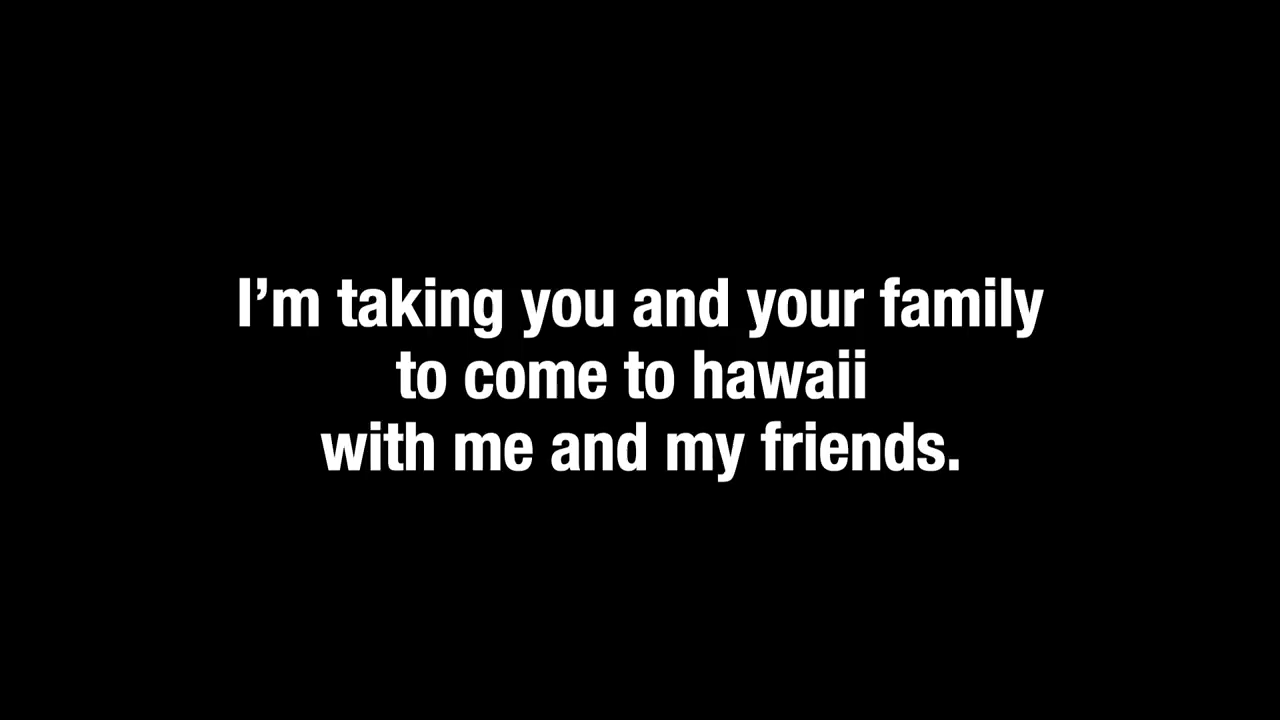 I’m taking you and your family
to come to hawaii
with me and my friends.